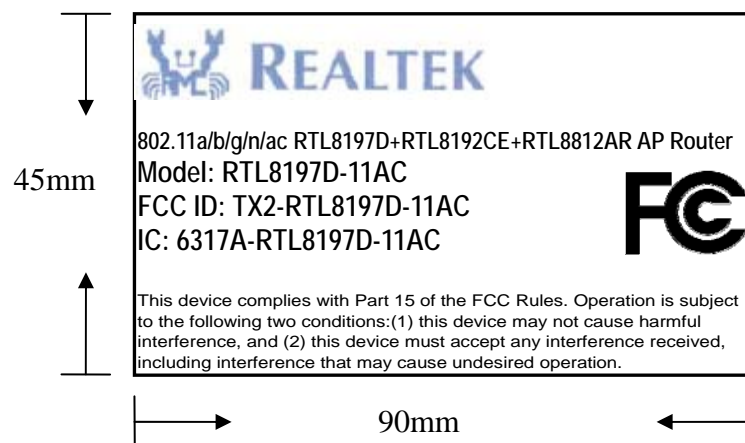 REALTEK
802.11a/b/g/n/ac RTL8197D+RTL8192CE+RTL8812AR AP Router
Model: RTL8197D-11AC
FCC ID: TX2-RTL8197D-11AC
IC: 6317A-RTL8197D-11AC
FC
45mm
This device complies with Part 15 of the FCC Rules. Operation is subject
to the following two conditions:(1) this device may not cause harmful
interference, and (2) this device must accept any interference received,
including interference that may cause undesired operation.
90mm